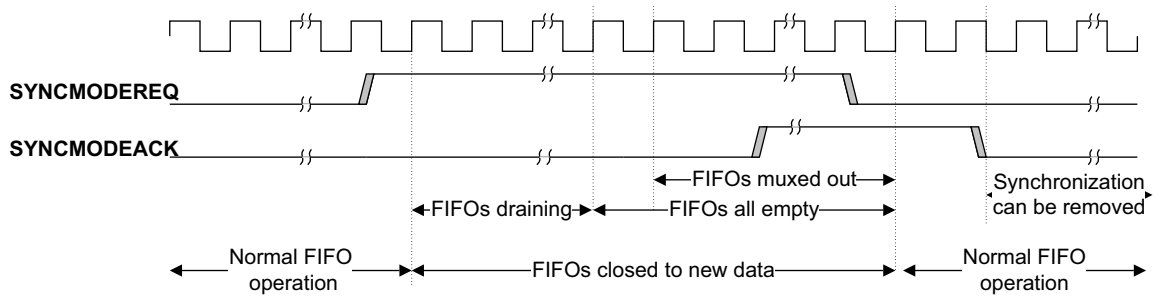 SYNCMODEREQ
SYNCMODEACK
FIFOs muxed out
FIFOs draining
FIFOs all empty
Synchronization
can be removed
Normal FIFO
operation
FIFOs closed to new data
Normal FIFO
operation